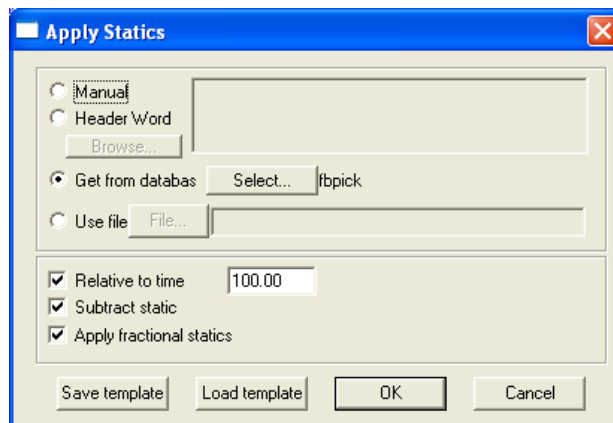 Apply Statics
Manual
Header Word
Browse...
Get from databas Select... fbpick
Use file File...
Relative to time 100.00
Subtract static
Apply fractional statics
Save template Load template OK Cancel